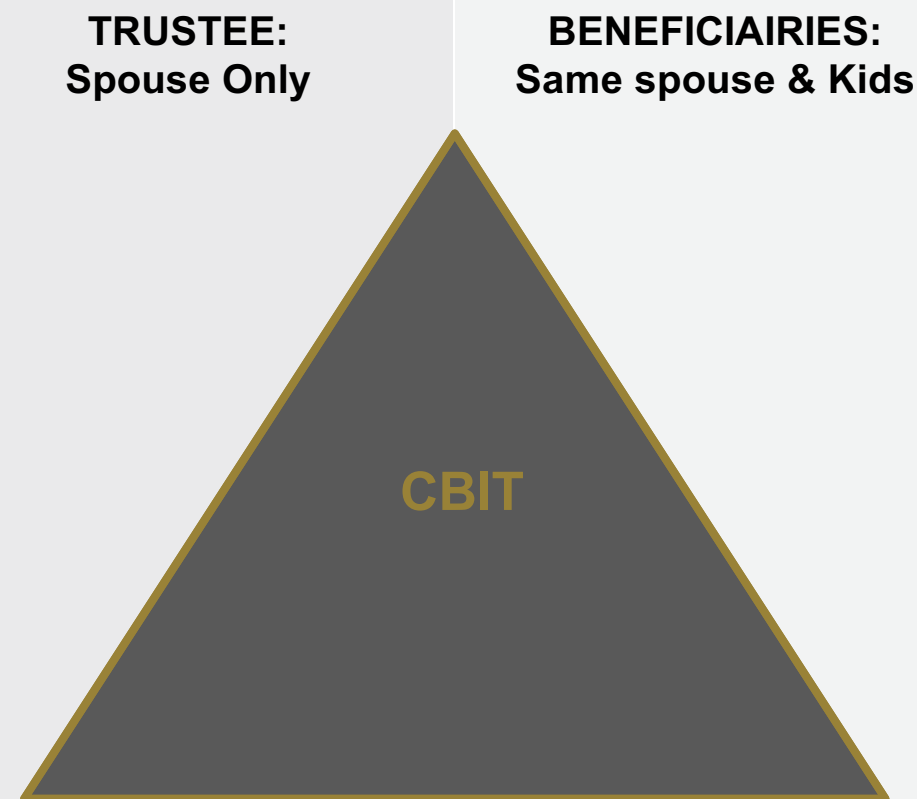 TRUSTEE:
Spouse Only
BENEFICIAIRIES:
Same spouse & Kids
CBIT